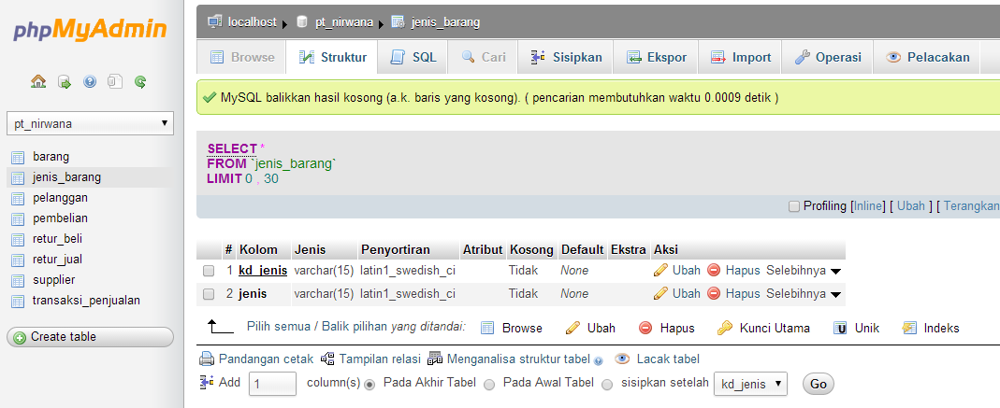 phpMyAdmin
pt_nirwana
barang
jenis_barang
pelanggan
pembelian
retur_beli
retur_jual
supplier
transaksi_penjualan
Create table
localhost pt_nirwana jenis_barang
Browse Struktur SQL Cari Sisipkan Ekspor Import Operasi Pelacakan
MySQL balikkan hasil kosong (a.k. baris yang kosong). ( pencarian membutuhkan waktu 0.0009 detik )
SELECT *
FROM `jenis_barang`
LIMIT 0 , 30
Profiling [Inline] [ Ubah ] [ Terangkan
# Kolom Jenis Penyortiran Atribut Kosong Default Ekstra Aksi
1 kd_jenis varchar(15) latin1_swedish_ci Tidak None Ubah Hapus Selebihnya
2 jenis varchar(15) latin1_swedish_ci Tidak None Ubah Hapus Selebihnya
Pilih semua / Balik pilihan yang ditandai: Browse Ubah Hapus Kunci Utama Unik Indeks
Pandangan cetak Tampilan relasi Menganalisa struktur tabel Lacak tabel
Add 1 column(s) Pada Akhir Tabel Pada Awal Tabel sisipkan setelah kd_jenis Go